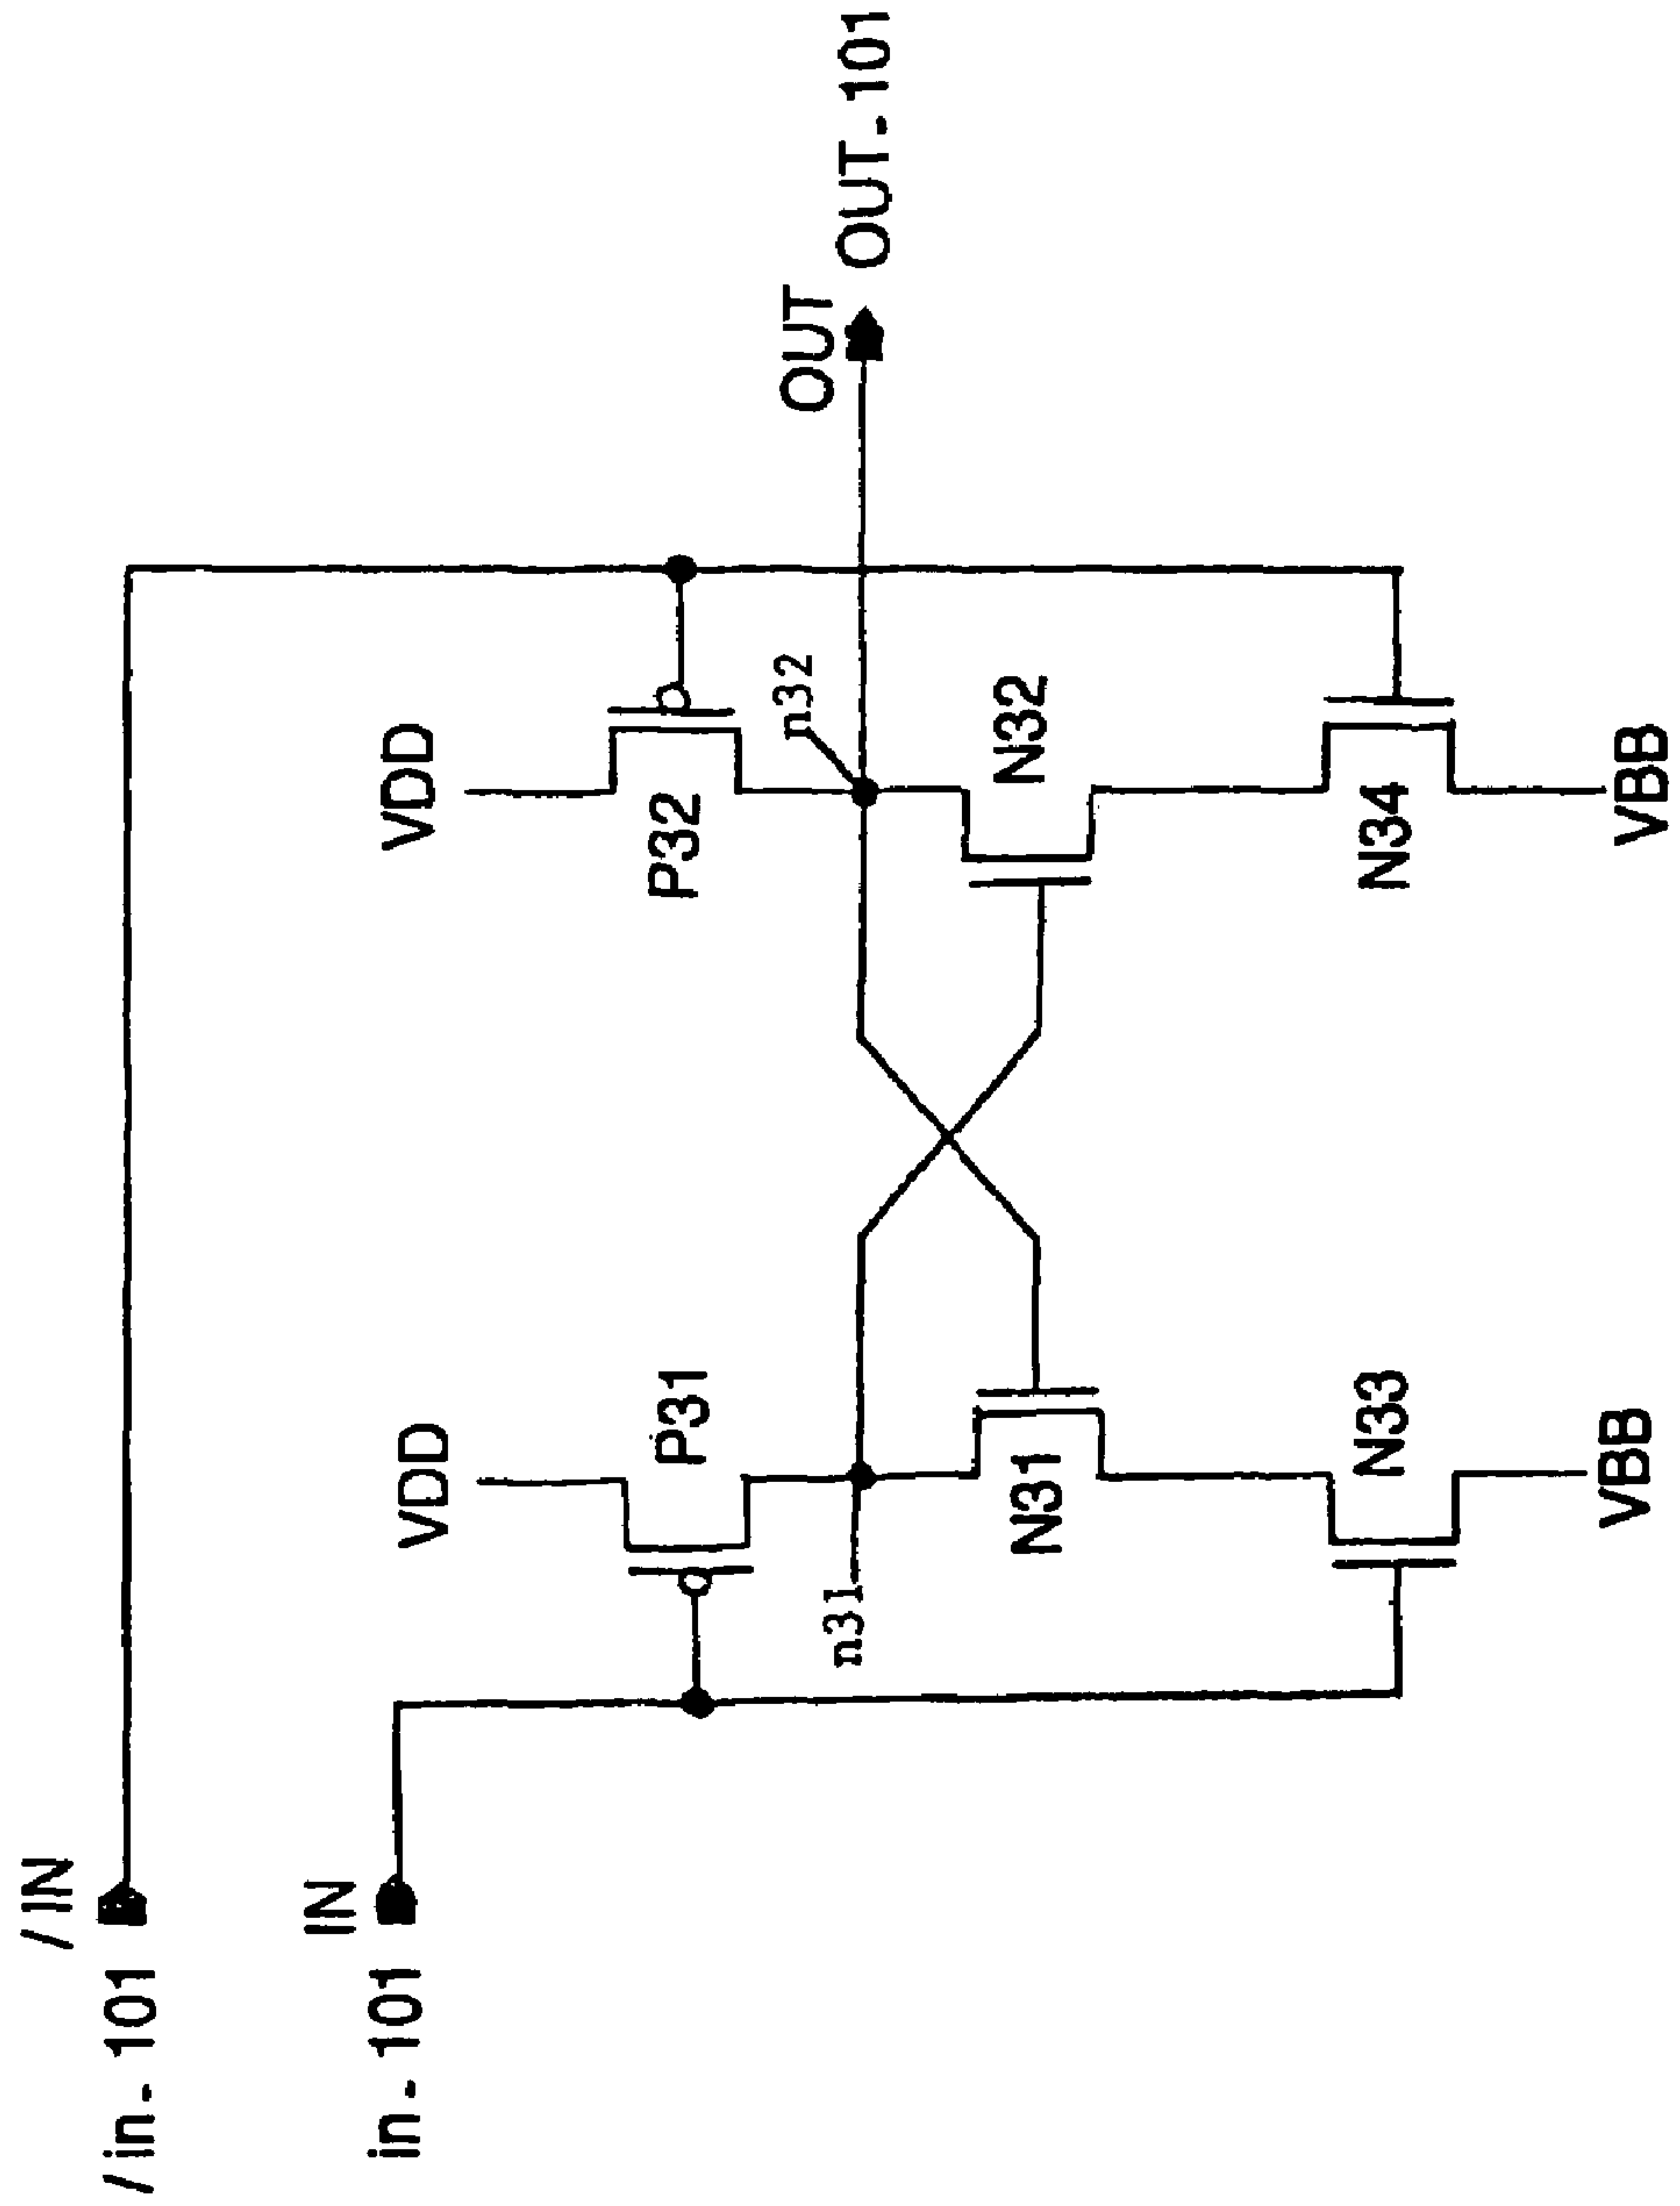 /IN
/in-101
IN
in-101
VDD
VDD
P31
P32
n31
n32
OUT
OUT-101
N31
N32
N33
N34
VBB
VBB